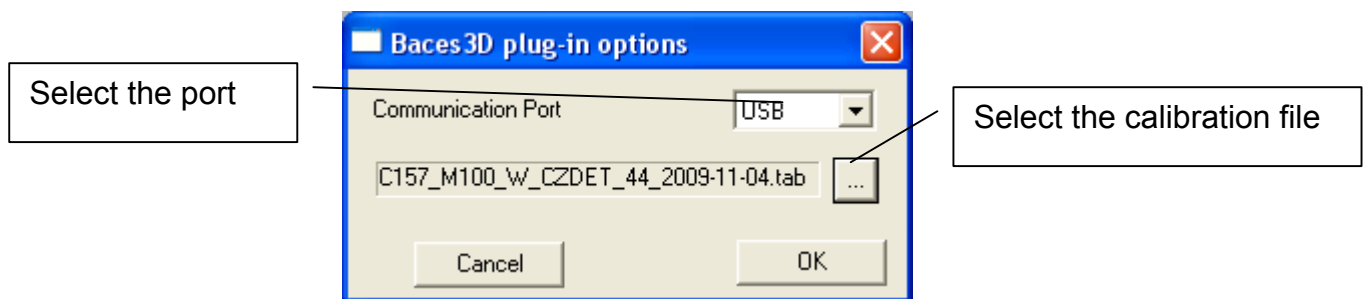 Baces3D plug-in options
Select the port
Communication Port
USB
Select the calibration file
C157_M100_W_CZDET_44_2009-11-04.tab
...
Cancel
OK